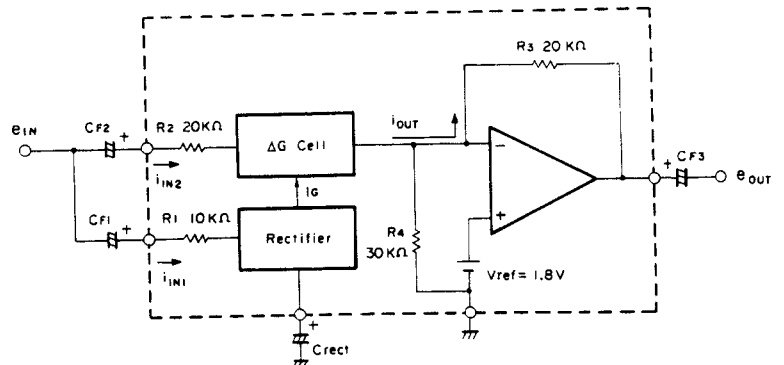 R3 20KΩ
eIN
CF2
+
R2 20KΩ
ΔG Cell
iOUT
iIN2
IG
CF1
+
R1 10KΩ
Rectifier
iIN1
R4
30KΩ
−
+
Vref = 1.8V
+
CF3
eOUT
+
Crect